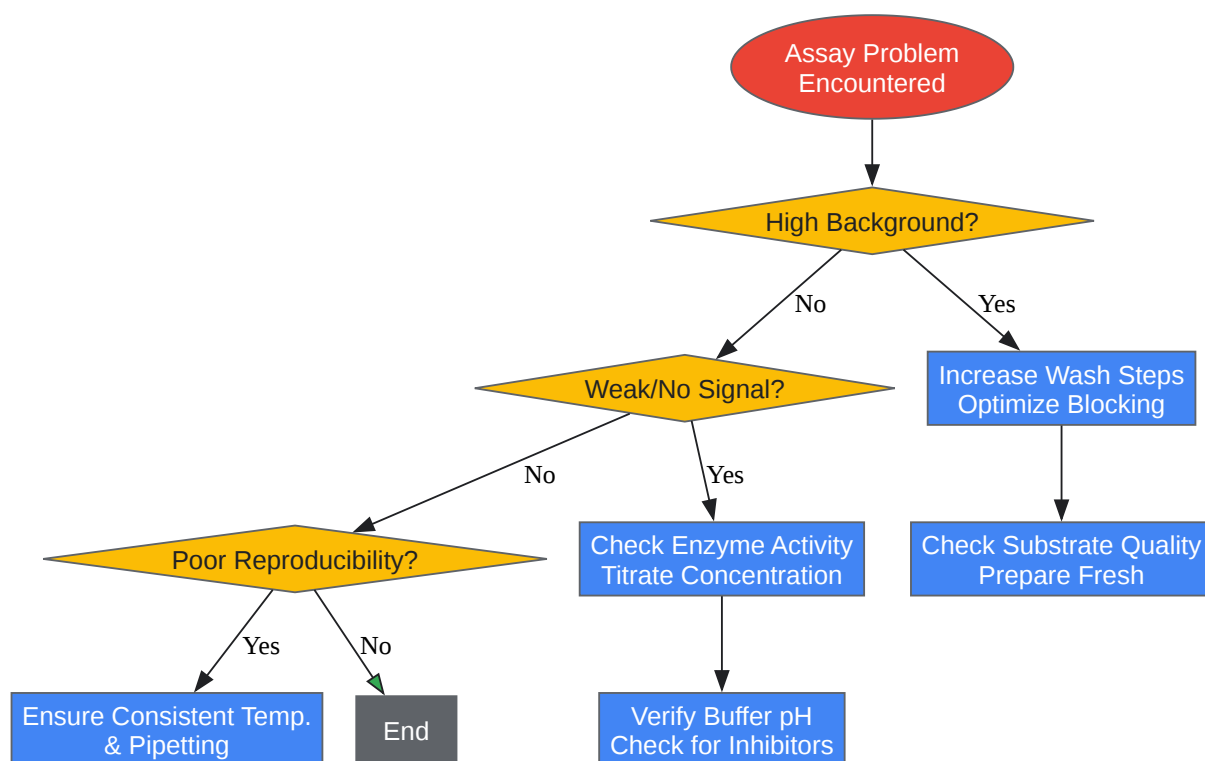 Assay Problem
Encountered
High Background?
No
Yes
Weak/No Signal?
Increase Wash Steps
Optimize Blocking
No
Yes
Poor Reproducibility?
Check Enzyme Activity
Titrate Concentration
Check Substrate Quality
Prepare Fresh
Yes
No
Ensure Consistent Temp.
& Pipetting
End
Verify Buffer pH
Check for Inhibitors